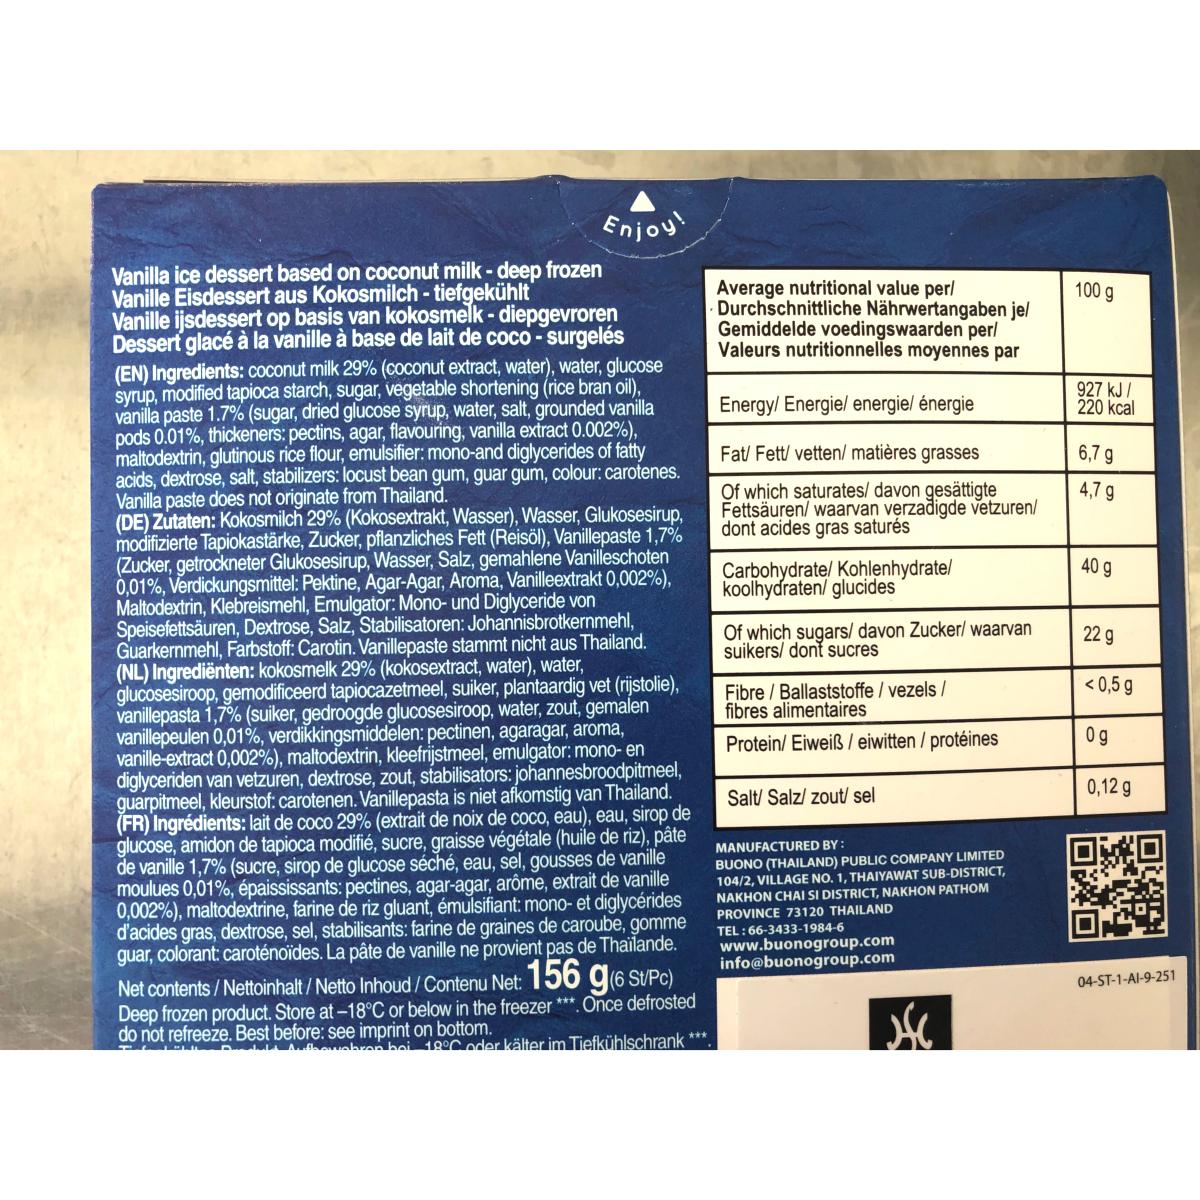 Enjoy!
Vanilla ice dessert based on coconut milk - deep frozen
Vanille Eisdessert aus Kokosmilch - tiefgekühlt
Vanille ijsdessert op basis van kokosmelk - diepgevroren
Dessert glacé à la vanille à base de lait de coco - surgelés
(EN) Ingredients: coconut milk 29% (coconut extract, water), water, glucose
syrup, modified tapioca starch, sugar, vegetable shortening (rice bran oil),
vanilla paste 1.7% (sugar, dried glucose syrup, water, salt, grounded vanilla
pods 0.01%, thickeners: pectins, agar, flavouring, vanilla extract 0.002%),
maltodextrin, glutinous rice flour, emulsifier: mono-and diglycerides of fatty
acids, dextrose, salt, stabilizers: locust bean gum, guar gum, colour: carotenes.
Vanilla paste does not originate from Thailand.
(DE) Zutaten: Kokosmilch 29% (Kokosextrakt, Wasser), Wasser, Glukosesirup,
modifizierte Tapiokastärke, Zucker, pflanzliches Fett (Reisöl), Vanillepaste 1,7%
(Zucker, getrockneter Glukosesirup, Wasser, Salz, gemahlene Vanilleschoten
0,01%, Verdickungsmittel: Pektine, Agar-Agar, Aroma, Vanilleextrakt 0,002%),
Maltodextrin, Klebreismehl, Emulgator: Mono- und Diglyceride von
Speisefettsäuren, Dextrose, Salz, Stabilisatoren: Johannisbrotkernmehl,
Guarkernmehl, Farbstoff: Carotin. Vanillepaste stammt nicht aus Thailand.
(NL) Ingrediënten: kokosmelk 29% (kokosextract, water), water,
glucosesiroop, gemodificeerd tapiocazetmeel, suiker, plantaardig vet (rijstolie),
vanillepasta 1,7% (suiker, gedroogde glucosesiroop, water, zout, gemalen
vanillepeulen 0,01%, verdikkingsmiddelen: pectinen, agaragar, aroma,
vanille-extract 0,002%), maltodextrin, kleefrijstmeel, emulgator: mono- en
diglyceriden van vetzuren, dextrose, zout, stabilisators: johannesbroodpitmeel,
guarpitmeel, kleurstof: carotenen. Vanillepasta is niet afkomstig van Thailand.
(FR) Ingrédients: lait de coco 29% (extrait de noix de coco, eau), eau, sirop de
glucose, amidon de tapioca modifié, sucre, graisse végétale (huile de riz), pâte
de vanille 1,7% (sucre, sirop de glucose séché, eau, sel, gousses de vanille
moulues 0,01%, épaississants: pectines, agar-agar, arôme, extrait de vanille
0,002%), maltodextrine, farine de riz gluant, émulsifiant: mono- et diglycérides
d'acides gras, dextrose, sel, stabilisants: farine de graines de caroube, gomme
guar, colorant: caroténoïdes. La pâte de vanille ne provient pas de Thaïlande.
Net contents / Nettoinhalt / Netto Inhoud / Contenu Net: 156 g (6 St/Pc)
Deep frozen product. Store at –18°C or below in the freezer ***. Once defrosted
do not refreeze. Best before: see imprint on bottom.
Tiefgekühltes Produkt. Aufbewahren bei –18°C oder kälter im Tiefkühlschrank ***.
Average nutritional value per/ 100 g
Durchschnittliche Nährwertangaben je/
Gemiddelde voedingswaarden per/
Valeurs nutritionnelles moyennes par
Energy/ Energie/ energie/ énergie 927 kJ /
220 kcal
Fat/ Fett/ vetten/ matières grasses 6,7 g
Of which saturates/ davon gesättigte 4,7 g
Fettsäuren/ waarvan verzadigde vetzuren/
dont acides gras saturés
Carbohydrate/ Kohlenhydrate/ 40 g
koolhydraten/ glucides
Of which sugars/ davon Zucker/ waarvan 22 g
suikers/ dont sucres
Fibre / Ballaststoffe / vezels / < 0,5 g
fibres alimentaires
Protein/ Eiweiß / eiwitten / protéines 0 g
Salt/ Salz/ zout/ sel 0,12 g
MANUFACTURED BY :
BUONO (THAILAND) PUBLIC COMPANY LIMITED
104/2, VILLAGE NO. 1, THAIYAWAT SUB-DISTRICT,
NAKHON CHAI SI DISTRICT, NAKHON PATHOM
PROVINCE 73120 THAILAND
TEL : 66-3433-1984-6
www.buonogroup.com
info@buonogroup.com
04-ST-1-AI-9-251